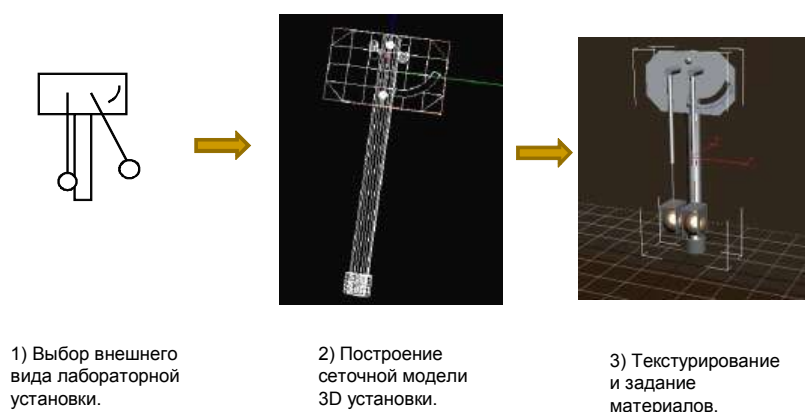 1) Выбор внешнего
вида лабораторной
установки.
2) Построение
сеточной модели
3D установки.
3) Текстурирование
и задание
материалов.